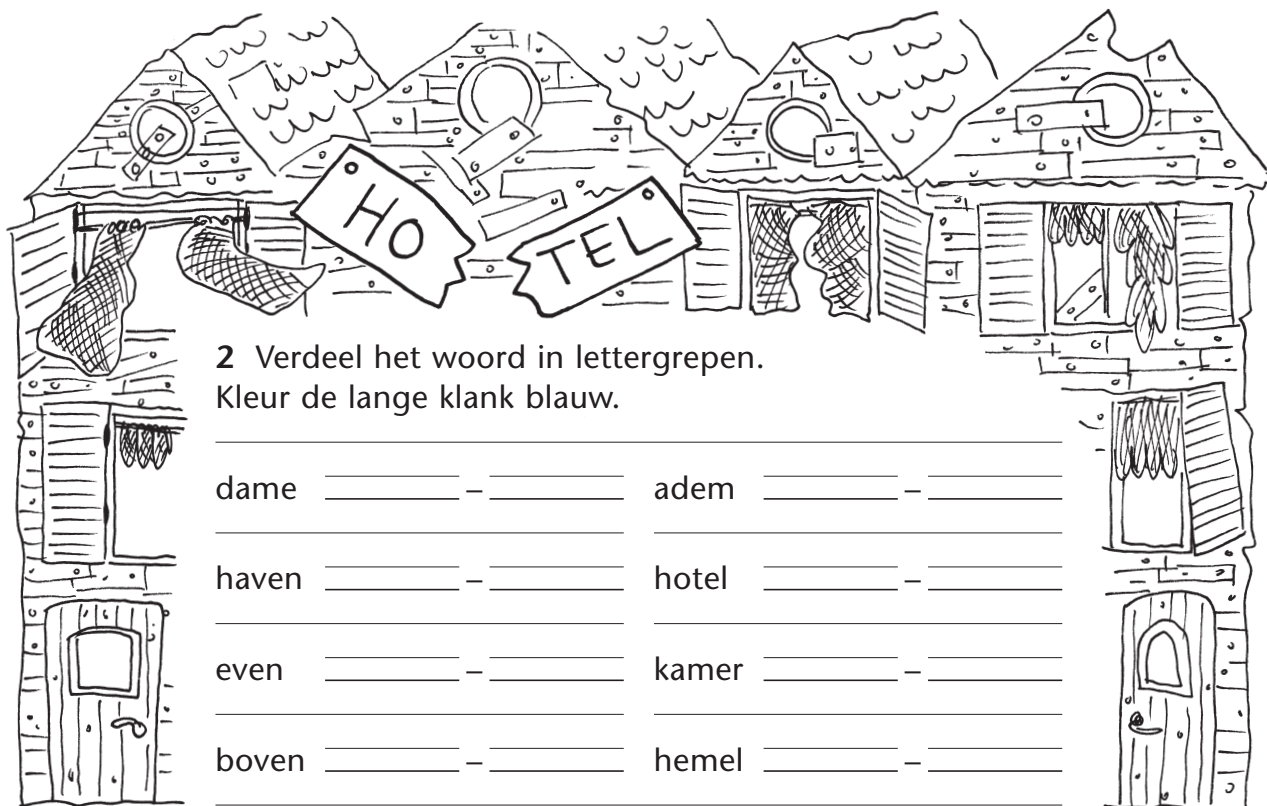 HO
TEL
2 Verdeel het woord in lettergrepen.
Kleur de lange klank blauw.
dame – adem –
haven – hotel –
even – kamer –
boven – hemel –